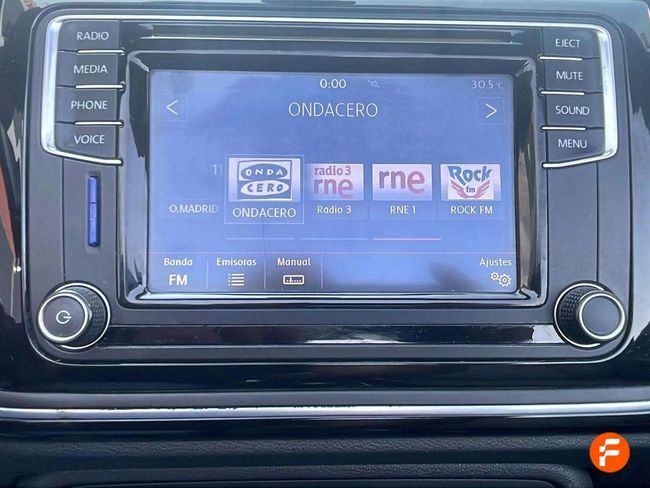 RADIO
MEDIA
PHONE
VOICE
EJECT
MUTE
SOUND
MENU
0:00 30.5°C
< ONDACERO >
11
O.MADRID
ONDA
CERO
ONDACERO
radio 3
rne
Radio 3
rne
RNE 1
Rock
fm
ROCK FM
Banda Emisoras Manual Ajustes
FM